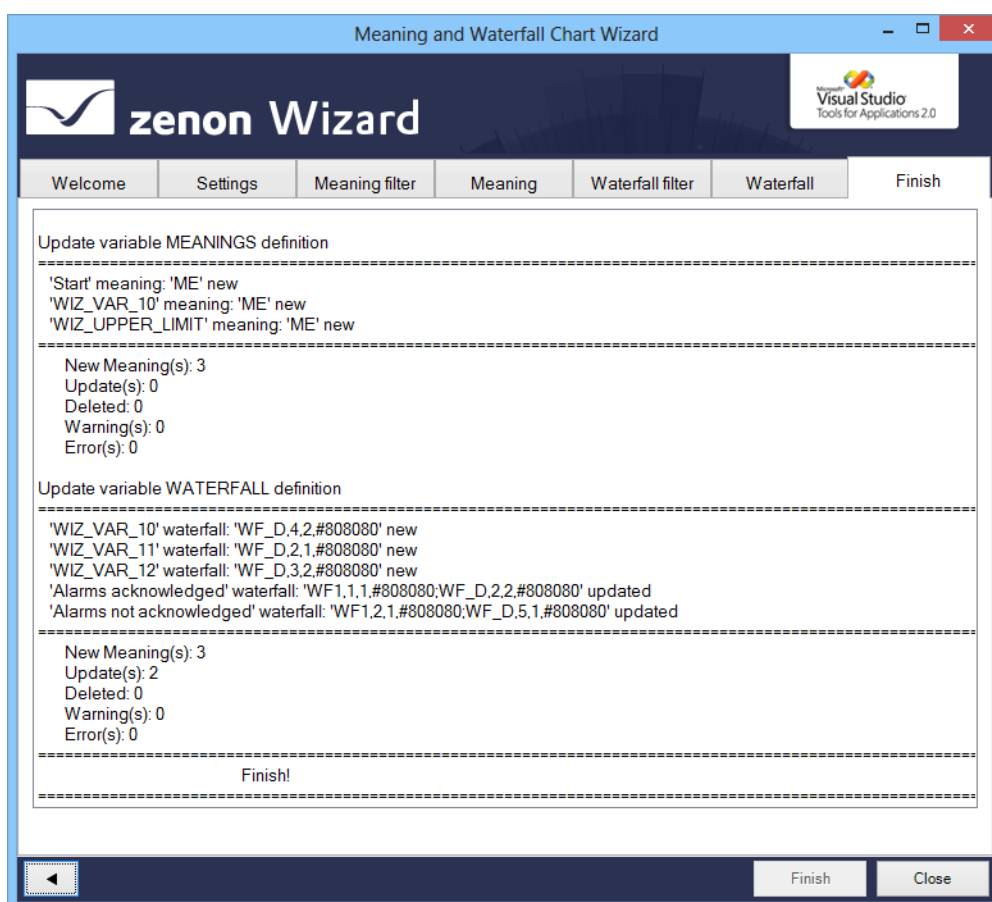 Meaning and Waterfall Chart Wizard
zenon Wizard
Microsoft®
Visual Studio
Tools for Applications 2.0
Welcome
Settings
Meaning filter
Meaning
Waterfall filter
Waterfall
Finish
Update variable MEANINGS definition
'Start' meaning: 'ME' new
'WIZ_VAR_10' meaning: 'ME' new
'WIZ_UPPER_LIMIT' meaning: 'ME' new
New Meaning(s): 3
Update(s): 0
Deleted: 0
Warning(s): 0
Error(s): 0
Update variable WATERFALL definition
'WIZ_VAR_10' waterfall: 'WF_D,4,2,#808080' new
'WIZ_VAR_11' waterfall: 'WF_D,2,1,#808080' new
'WIZ_VAR_12' waterfall: 'WF_D,3,2,#808080' new
'Alarms acknowledged' waterfall: 'WF1,1,1,#808080;WF_D,2,2,#808080' updated
'Alarms not acknowledged' waterfall: 'WF1,2,1,#808080;WF_D,5,1,#808080' updated
New Meaning(s): 3
Update(s): 2
Deleted: 0
Warning(s): 0
Error(s): 0
Finish!
Finish
Close